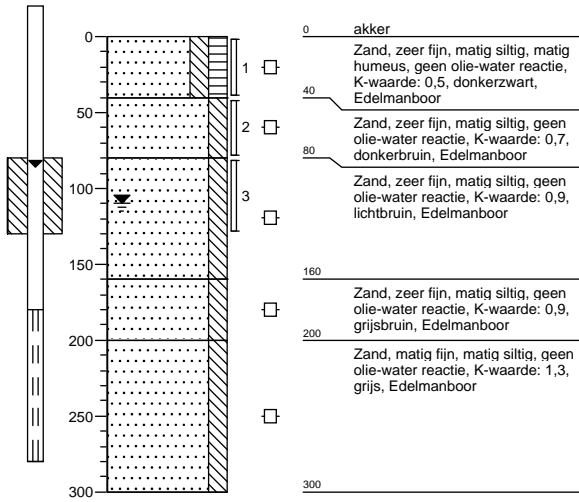 0
50
100
150
200
250
300
1
2
3
0 akker
Zand, zeer fijn, matig siltig, matig
humeus, geen olie-water reactie,
K-waarde: 0,5, donkerzwart,
Edelmanboor
40
Zand, zeer fijn, matig siltig, geen
olie-water reactie, K-waarde: 0,7,
donkerbruin, Edelmanboor
80
Zand, zeer fijn, matig siltig, geen
olie-water reactie, K-waarde: 0,9,
lichtbruin, Edelmanboor
160
Zand, zeer fijn, matig siltig, geen
olie-water reactie, K-waarde: 0,9,
grijsbruin, Edelmanboor
200
Zand, matig fijn, matig siltig, geen
olie-water reactie, K-waarde: 1,3,
grijs, Edelmanboor
300